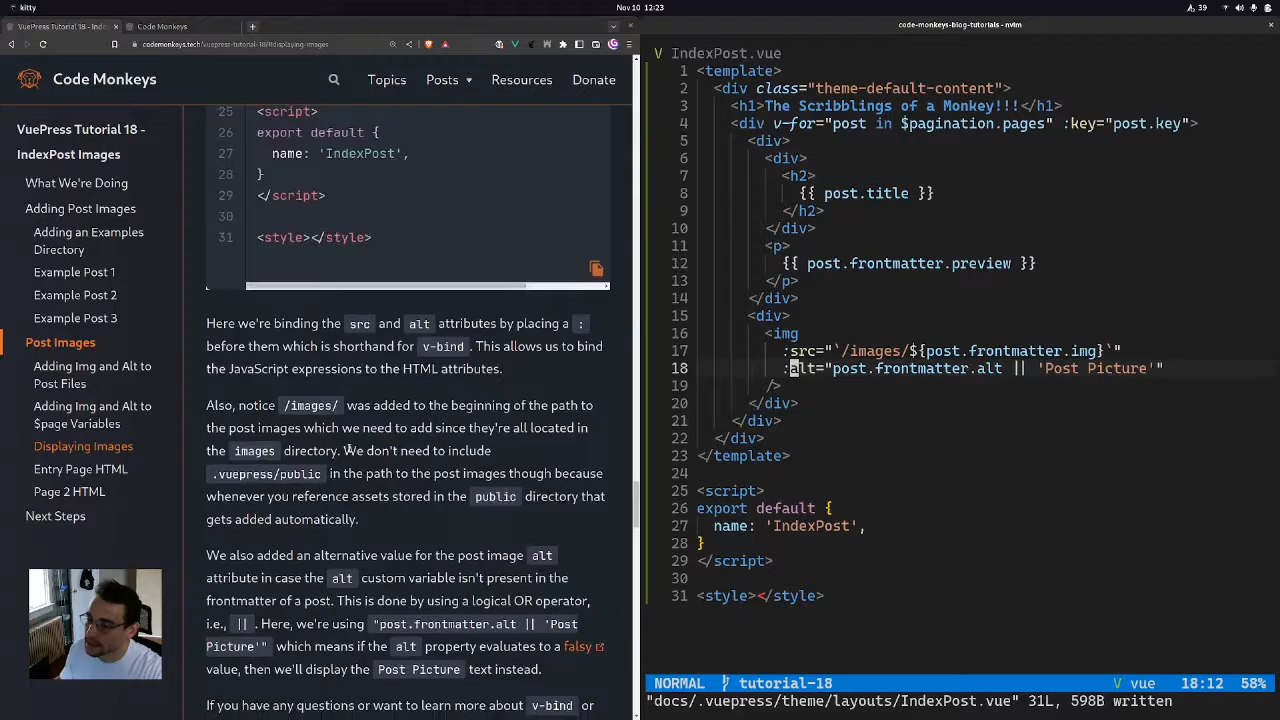 kitty
Nov 10 12:23
39
VuePress Tutorial 18 - Inde
Code Monkeys
codemonkeys.tech/vuepress-tutorial-18/#displaying-images
Code Monkeys
Topics
Posts
Resources
Donate
VuePress Tutorial 18 -
IndexPost Images
What We're Doing
Adding Post Images
Adding an Examples
Directory
Example Post 1
Example Post 2
Example Post 3
Post Images
Adding Img and Alt to
Post Files
Adding Img and Alt to
$page Variables
Displaying Images
Entry Page HTML
Page 2 HTML
Next Steps
25 <script>
26 export default {
27 name: 'IndexPost',
28 }
29 </script>
30
31 <style></style>
Here we're binding the src and alt attributes by placing a :
before them which is shorthand for v-bind . This allows us to bind
the JavaScript expressions to the HTML attributes.
Also, notice /images/ was added to the beginning of the path to
the post images which we need to add since they're all located in
the images directory. We don't need to include
.vuepress/public in the path to the post images though because
whenever you reference assets stored in the public directory that
gets added automatically.
We also added an alternative value for the post image alt
attribute in case the alt custom variable isn't present in the
frontmatter of a post. This is done by using a logical OR operator,
i.e., || . Here, we're using "post.frontmatter.alt || 'Post
Picture'" which means if the alt property evaluates to a falsy
value, then we'll display the Post Picture text instead.
If you have any questions or want to learn more about v-bind or
code-monkeys-blog-tutorials - nvim
V IndexPost.vue
1 <template>
2 <div class="theme-default-content">
3 <h1>The Scribblings of a Monkey!!!</h1>
4 <div v-for="post in $pagination.pages" :key="post.key">
5 <div>
6 <div>
7 <h2>
8 {{ post.title }}
9 </h2>
10 </div>
11 <p>
12 {{ post.frontmatter.preview }}
13 </p>
14 </div>
15 <div>
16 <img
17 :src="`/images/${post.frontmatter.img}`"
18 :alt="post.frontmatter.alt || 'Post Picture'"
19 />
20 </div>
21 </div>
22 </div>
23 </template>
24
25 <script>
26 export default {
27 name: 'IndexPost',
28 }
29 </script>
30
31 <style></style>
NORMAL tutorial-18 V vue 18:12 58%
"docs/.vuepress/theme/layouts/IndexPost.vue" 31L, 598B written